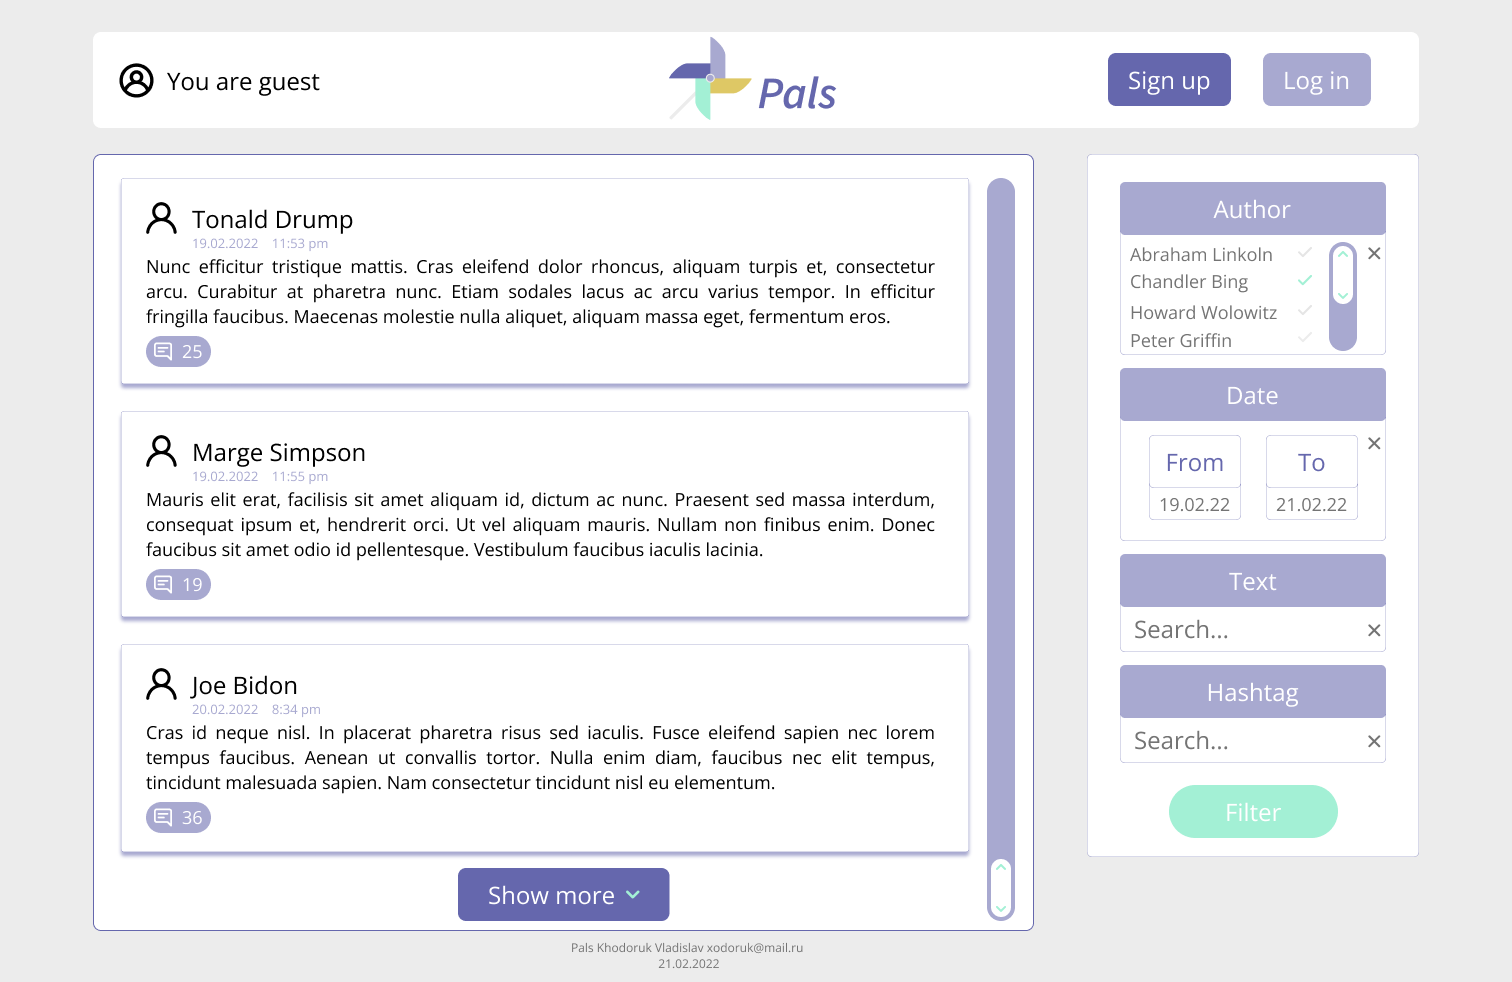 You are guest
Pals
Sign up
Log in
Tonald Drump
19.02.2022 11:53 pm
Nunc efficitur tristique mattis. Cras eleifend dolor rhoncus, aliquam turpis et, consectetur
arcu. Curabitur at pharetra nunc. Etiam sodales lacus ac arcu varius tempor. In efficitur
fringilla faucibus. Maecenas molestie nulla aliquet, aliquam massa eget, fermentum eros.
25
Marge Simpson
19.02.2022 11:55 pm
Mauris elit erat, facilisis sit amet aliquam id, dictum ac nunc. Praesent sed massa interdum,
consequat ipsum et, hendrerit orci. Ut vel aliquam mauris. Nullam non finibus enim. Donec
faucibus sit amet odio id pellentesque. Vestibulum faucibus iaculis lacinia.
19
Joe Bidon
20.02.2022 8:34 pm
Cras id neque nisl. In placerat pharetra risus sed iaculis. Fusce eleifend sapien nec lorem
tempus faucibus. Aenean ut convallis tortor. Nulla enim diam, faucibus nec elit tempus,
tincidunt malesuada sapien. Nam consectetur tincidunt nisl eu elementum.
36
Show more
Author
Abraham Linkoln
Chandler Bing
Howard Wolowitz
Peter Griffin
Date
From
To
19.02.22
21.02.22
Text
Search...
Hashtag
Search...
Filter
Pals Khodoruk Vladislav xodoruk@mail.ru
21.02.2022